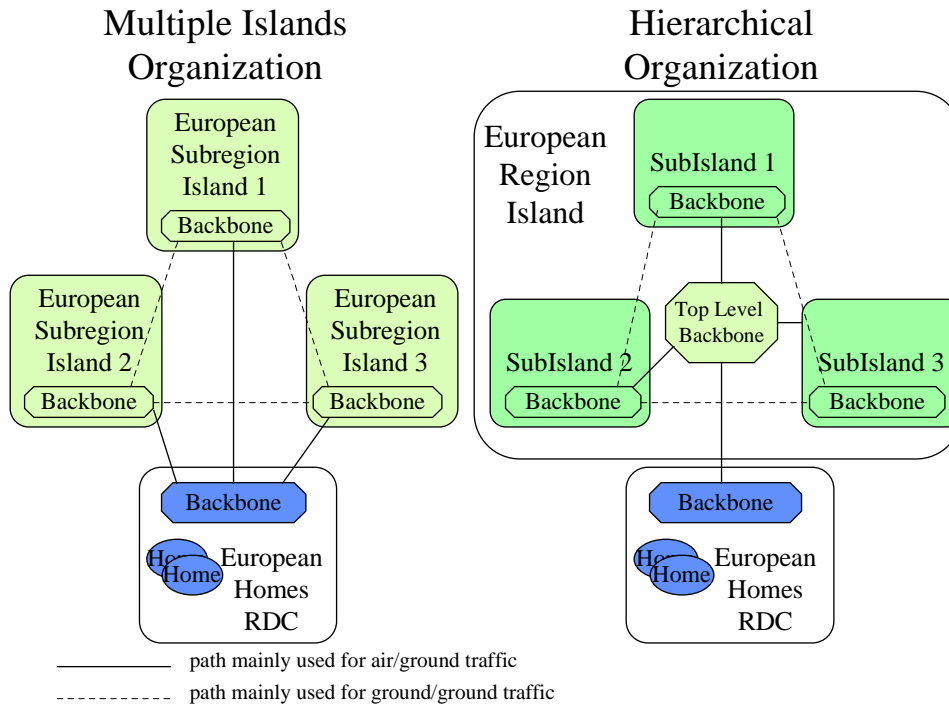 Multiple Islands
Organization
European
Subregion
Island 1
Backbone
European
Subregion
Island 2
Backbone
European
Subregion
Island 3
Backbone
Backbone
Home
Home
European
Homes
RDC
Hierarchical
Organization
European
Region
Island
SubIsland 1
Backbone
Top Level
Backbone
SubIsland 2
Backbone
SubIsland 3
Backbone
Backbone
Home
Home
European
Homes
RDC
path mainly used for air/ground traffic
path mainly used for ground/ground traffic